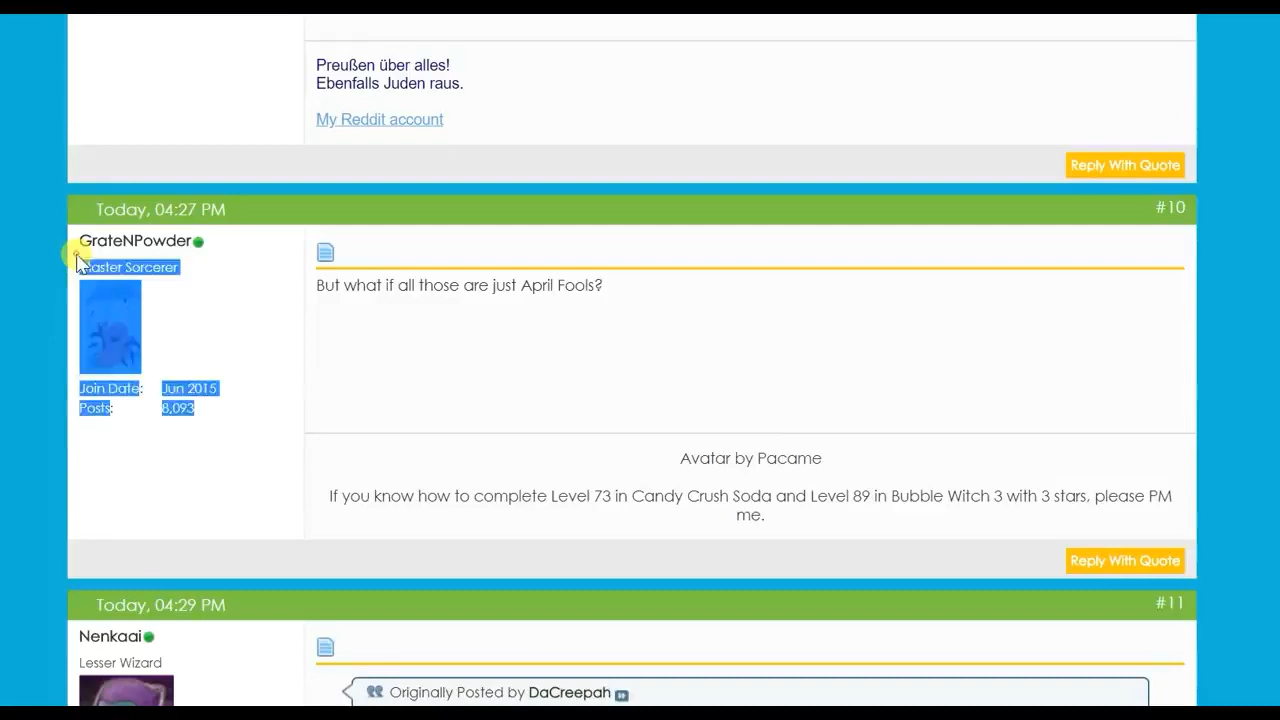 Preußen über alles!
Ebenfalls Juden raus.
My Reddit account
Reply With Quote
Today, 04:27 PM
#10
GrateNPowder
Master Sorcerer
Join Date: Jun 2015
Posts: 8,093
But what if all those are just April Fools?
Avatar by Pacame
If you know how to complete Level 73 in Candy Crush Soda and Level 89 in Bubble Witch 3 with 3 stars, please PM
me.
Reply With Quote
Today, 04:29 PM
#11
Nenkaai
Lesser Wizard
Originally Posted by DaCreepah